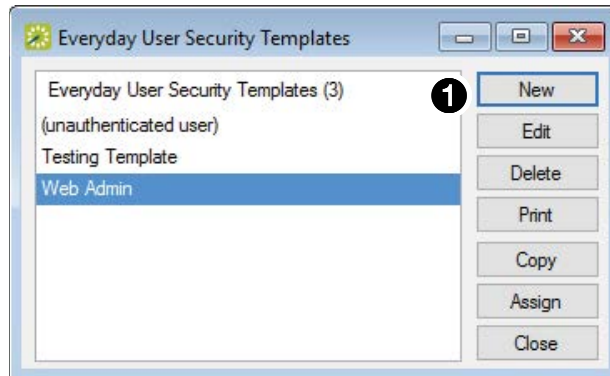 Everyday User Security Templates
Everyday User Security Templates (3)
(unauthenticated user)
Testing Template
Web Admin
1
New
Edit
Delete
Print
Copy
Assign
Close